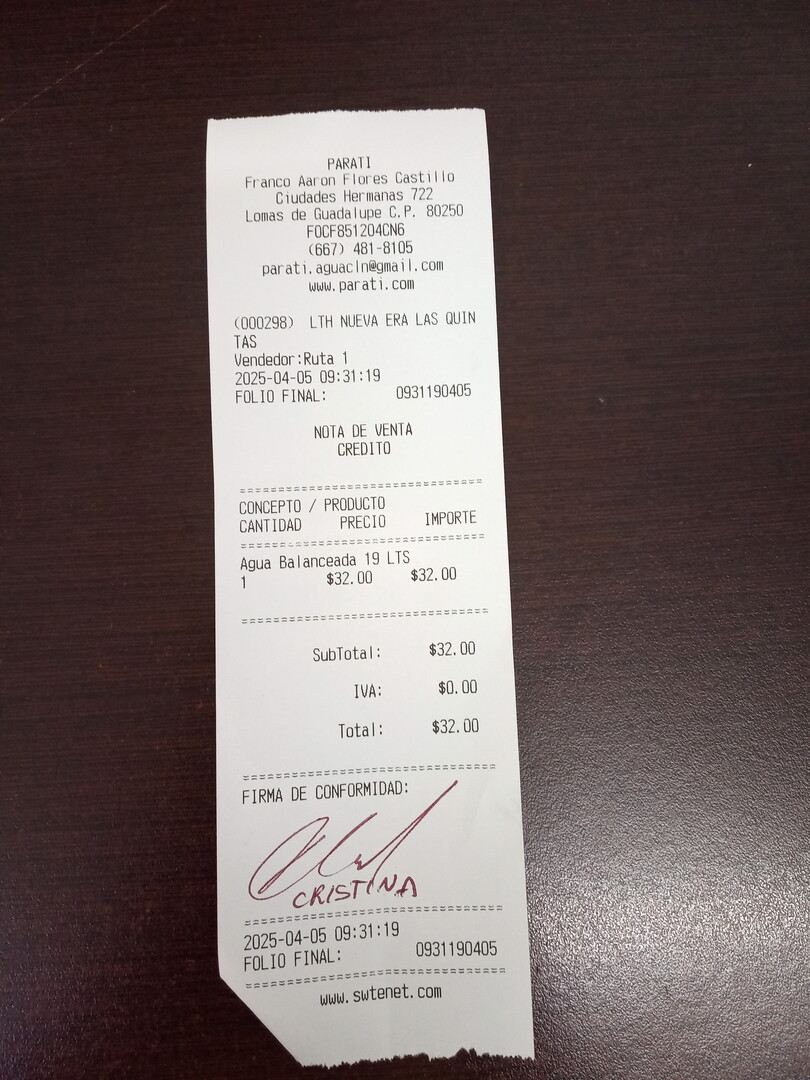 PARATI
Franco Aaron Flores Castillo
Ciudades Hermanas 722
Lomas de Guadalupe C.P. 80250
FOCF851204CN6
(667) 481-8105
parati.aguacln@gmail.com
www.parati.com
(000298) LTH NUEVA ERA LAS QUIN
TAS
Vendedor:Ruta 1
2025-04-05 09:31:19
FOLIO FINAL: 0931190405
NOTA DE VENTA
CREDITO
CONCEPTO / PRODUCTO
CANTIDAD PRECIO IMPORTE
Agua Balanceada 19 LTS
1 $32.00 $32.00
SubTotal: $32.00
IVA: $0.00
Total: $32.00
FIRMA DE CONFORMIDAD:
CRISTINA
2025-04-05 09:31:19
FOLIO FINAL: 0931190405
www.swtenet.com